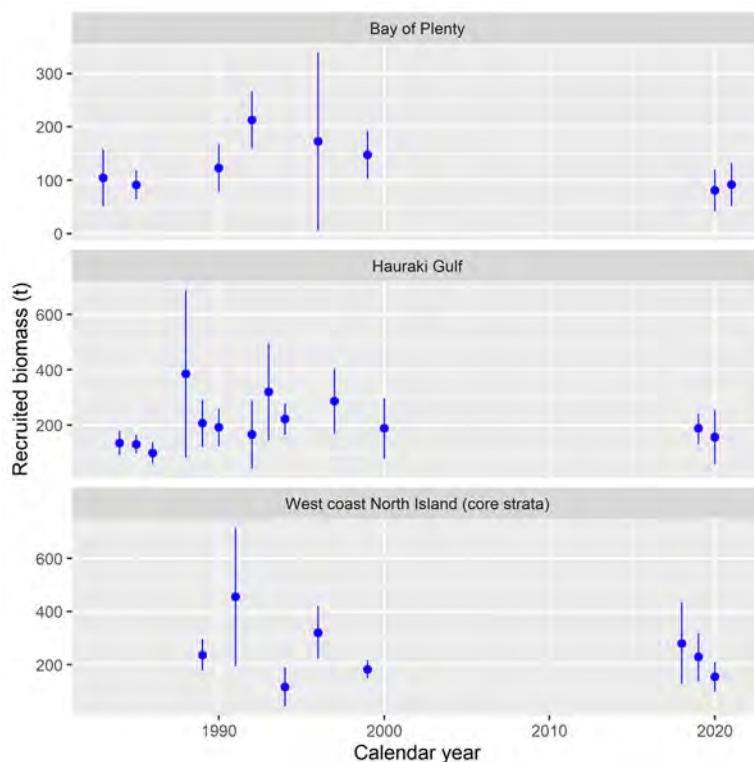 Bay of Plenty
300
200
100
0
Hauraki Gulf
600
400
200
West coast North Island (core strata)
600
400
200
Recruited biomass (t)
1990
2000
2010
2020
Calendar year